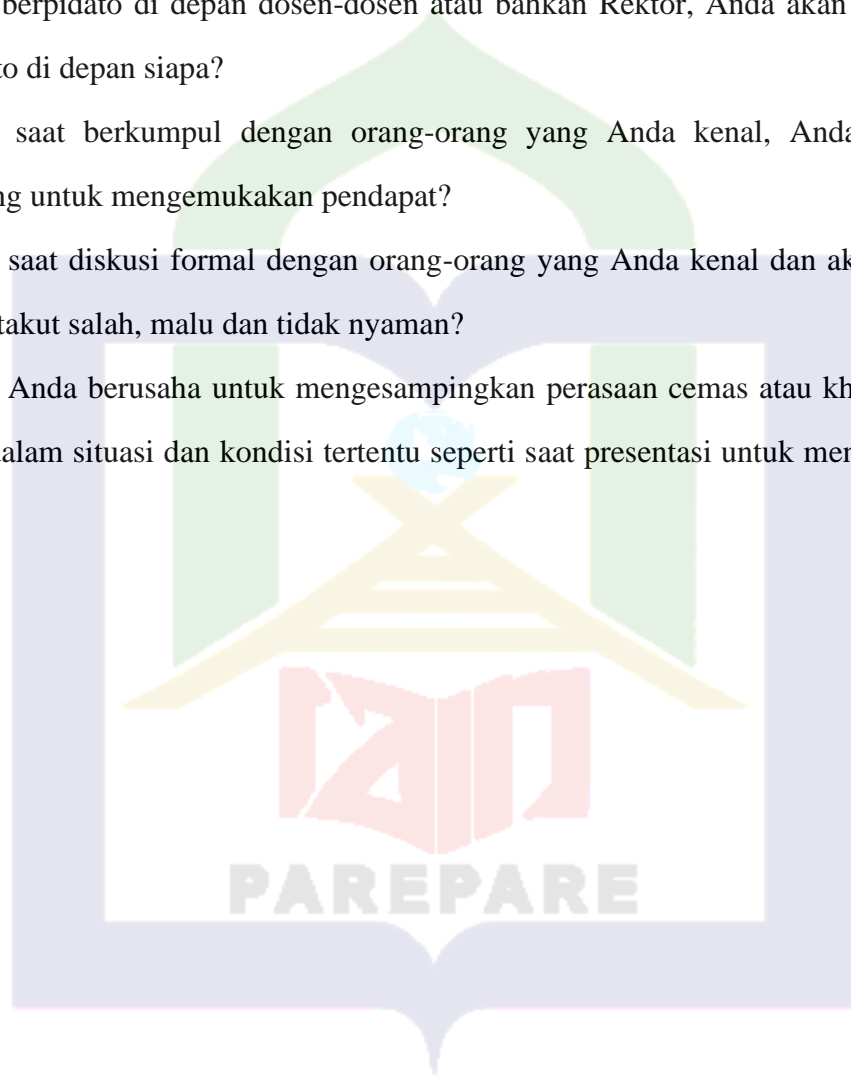 berpidato di depan dosen-dosen atau bahkan Rektor, Anda akan
to di depan siapa?
saat berkumpul dengan orang-orang yang Anda kenal, Anda
ng untuk mengemukakan pendapat?
saat diskusi formal dengan orang-orang yang Anda kenal dan ak
takut salah, malu dan tidak nyaman?
Anda berusaha untuk mengesampingkan perasaan cemas atau kh
alam situasi dan kondisi tertentu seperti saat presentasi untuk men
PAREPARE